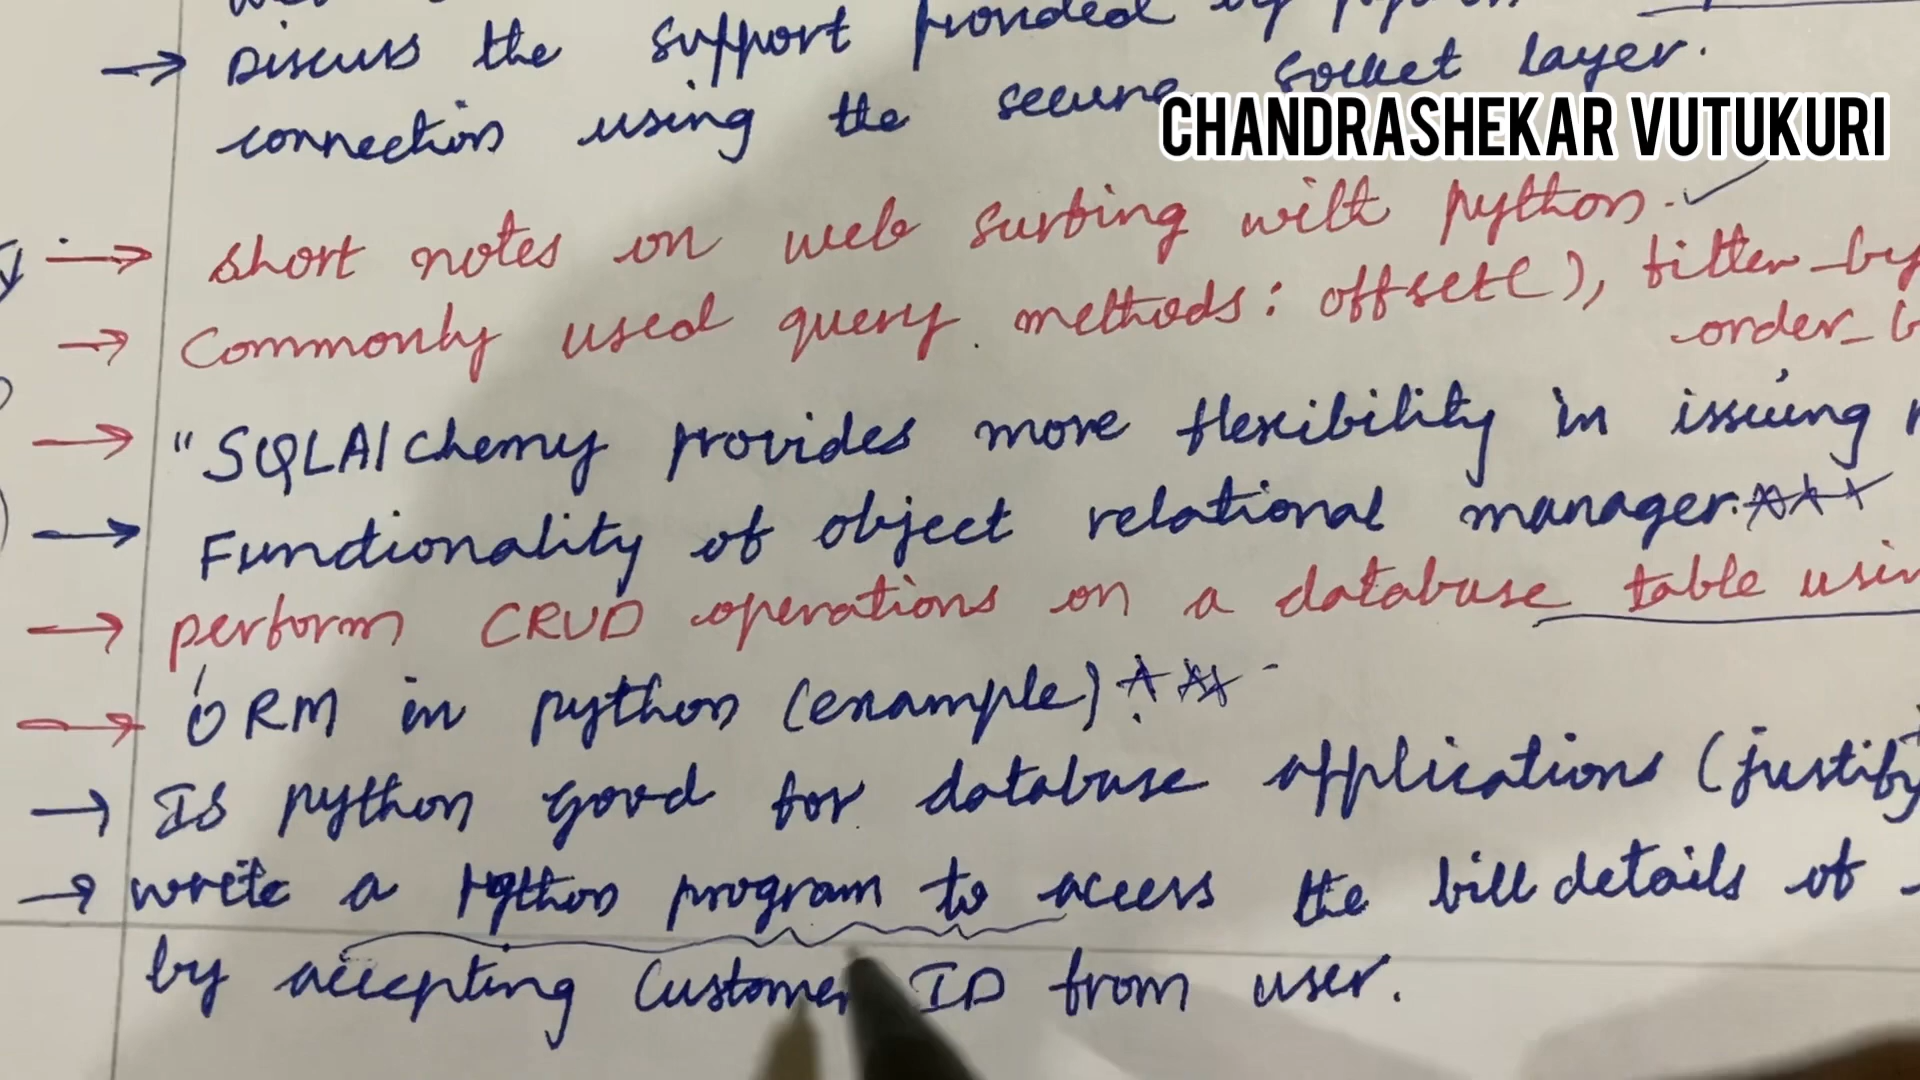 → Discuss the support provided by
connection using the secure socket layer.
CHANDRASHEKAR VUTUKURI
→ short notes on web surfing with python.
→ Commonly used query methods: offset(), filter_by
order_b
→ "SQLAlchemy provides more flexibility in issuing
→ Functionality of object relational manager.
→ perform CRUD operations on a database table usin
→ ORM in python (example)
→ Is python good for database applications (justify
→ write a python program to access the bill details of
by accepting Customer ID from user.